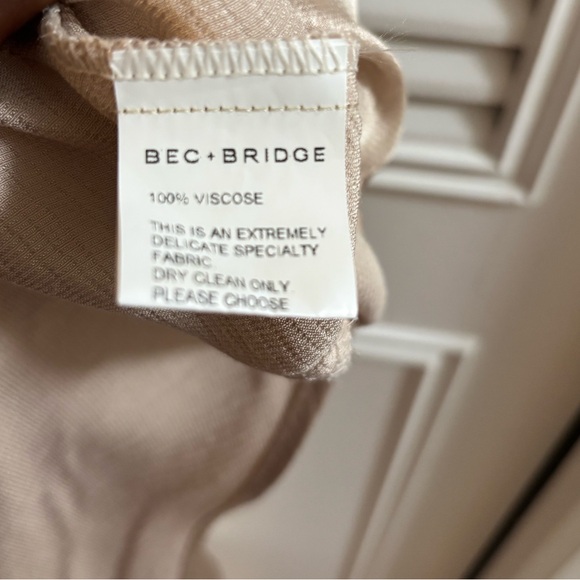 BEC + BRIDGE
100% VISCOSE
THIS IS AN EXTREMELY
DELICATE SPECIALTY
FABRIC
DRY CLEAN ONLY
PLEASE CHOOSE